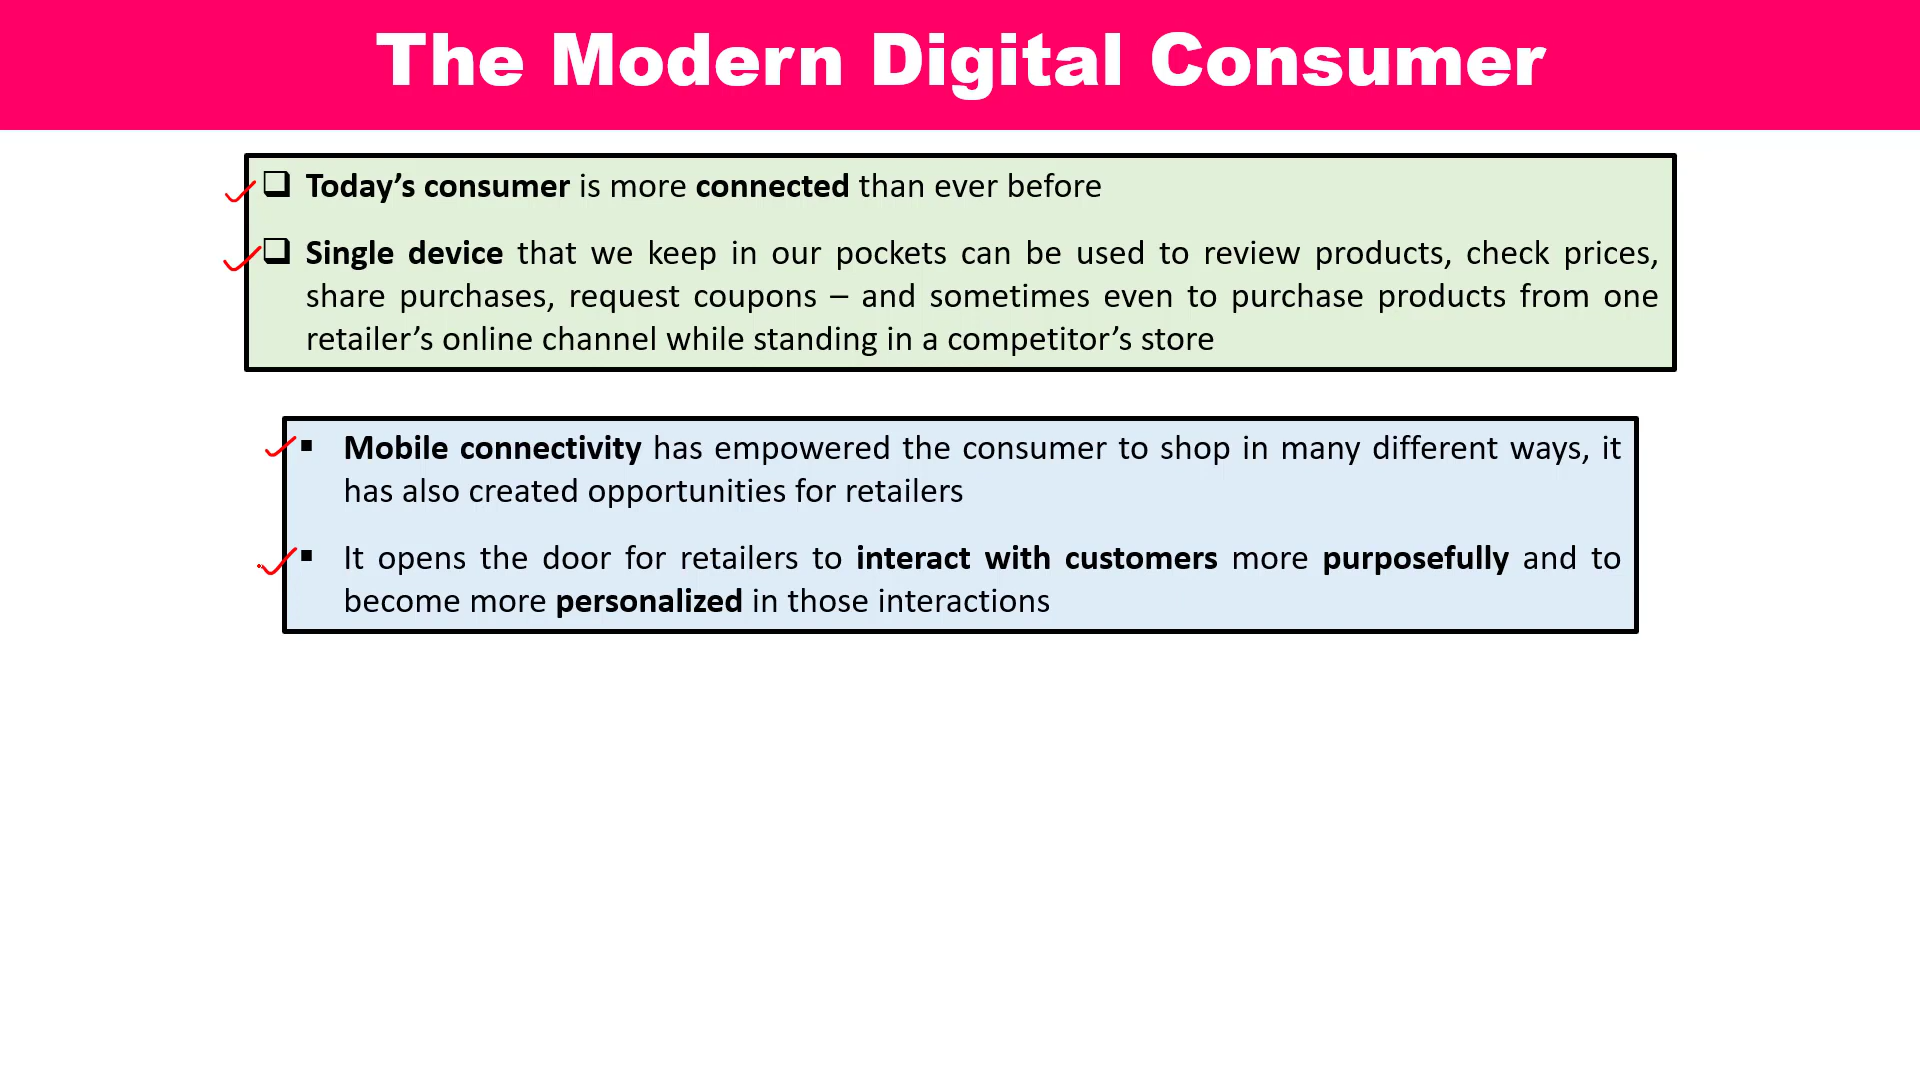 The Modern Digital Consumer
❑ Today’s consumer is more connected than ever before
❑ Single device that we keep in our pockets can be used to review products, check prices,
share purchases, request coupons – and sometimes even to purchase products from one
retailer’s online channel while standing in a competitor’s store
▪ Mobile connectivity has empowered the consumer to shop in many different ways, it
has also created opportunities for retailers
▪ It opens the door for retailers to interact with customers more purposefully and to
become more personalized in those interactions